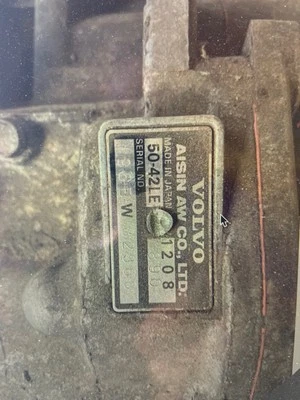 VOLVO
AISIN AW CO., LTD.
MADE IN JAPAN
50-42LE 1208
SERIAL NO.
W